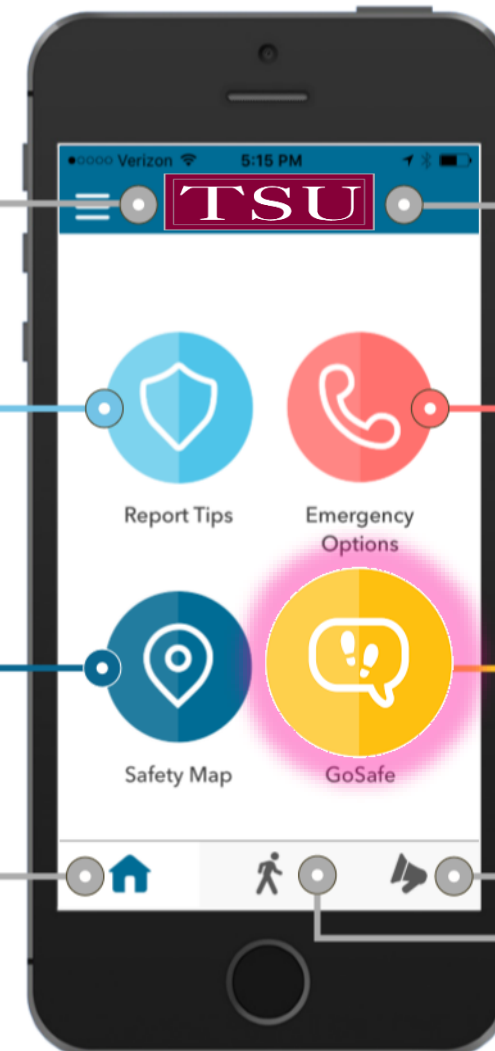 Verizon 5:15 PM
TSU
Report Tips
Emergency
Options
Safety Map
GoSafe